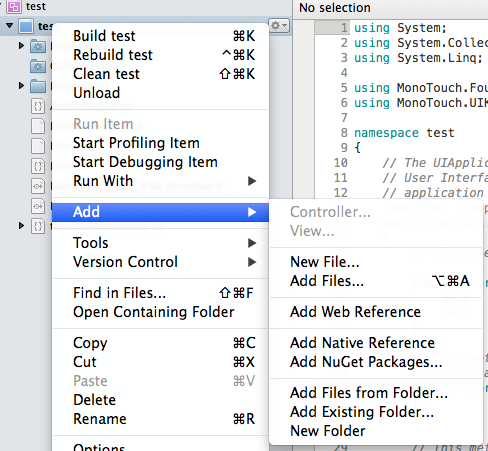 test
No selection
tes
Build test ⌘K
Rebuild test ^⌘K
Clean test ⇧⌘K
Unload
Run Item
Start Profiling Item
Start Debugging Item
Run With
Add
Tools
Version Control
Find in Files... ⇧⌘F
Open Containing Folder
Copy ⌘C
Cut ⌘X
Paste ⌘V
Delete
Rename ⌘R
Options
Controller...
View...
New File...
Add Files... ⌥⌘A
Add Web Reference
Add Native Reference
Add NuGet Packages...
Add Files from Folder...
Add Existing Folder...
New Folder
1 using System;
2 using System.Collec
3 using System.Linq;
4
5 using MonoTouch.Fou
6 using MonoTouch.UIK
7
8 namespace test
9 {
10 // The UIApplic
11 // User Interfa
12 // application
29 // This met